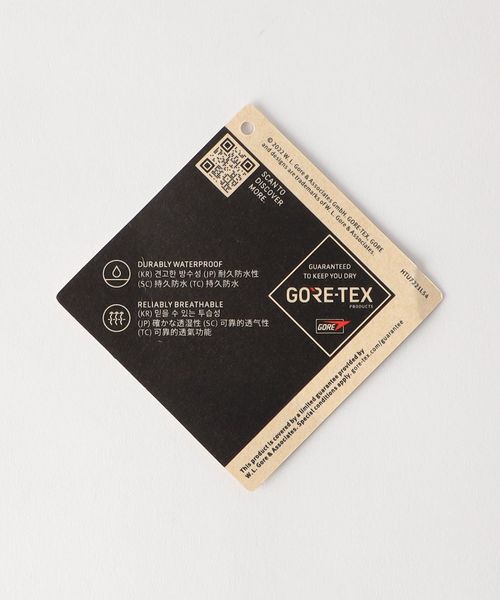 © 2022 W. L. Gore & Associates GmbH. GORE-TEX, GORE
and designs are trademarks of W. L. Gore & Associates.
SCAN TO
DISCOVER
MORE.
DURABLY WATERPROOF
(KR) 견고한 방수성 (JP) 耐久防水性
(SC) 持久防水 (TC) 持久防水
RELIABLY BREATHABLE
(KR) 믿을 수 있는 투습성
(JP) 確かな透湿性 (SC) 可靠的透气性
(TC) 可靠的透氣功能
GUARANTEED
TO KEEP YOU DRY
GORE-TEX
PRODUCTS
GORE
HTU7221LS4
This product is covered by a limited guarantee provided by
W. L. Gore & Associates. Special conditions apply. gore-tex.com/guarantee